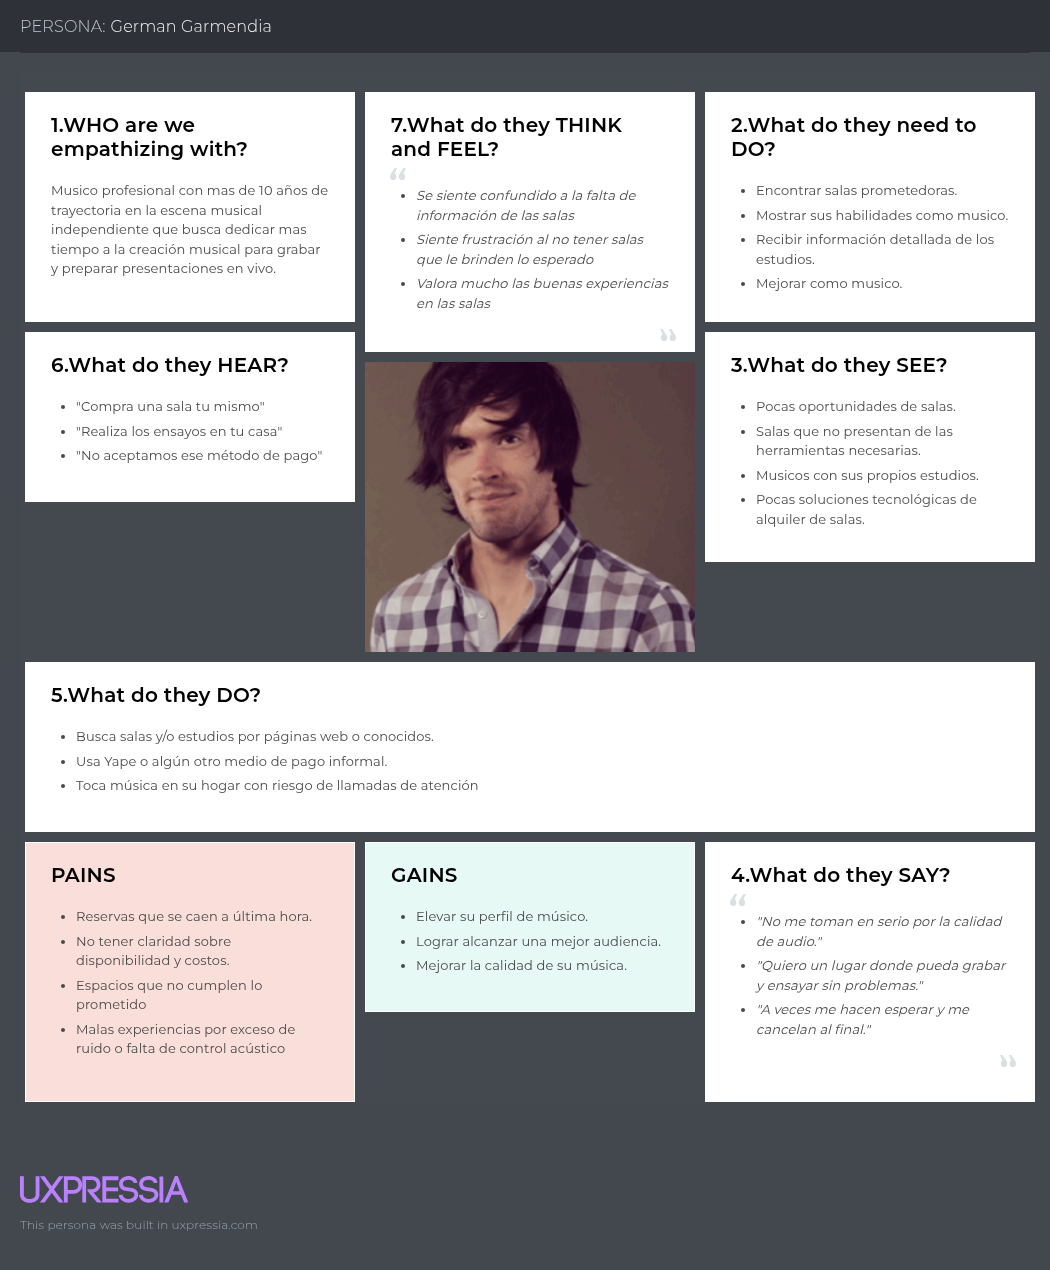 PERSONA: German Garmendia
1.WHO are we
empathizing with?
Musico profesional con mas de 10 años de
trayectoria en la escena musical
independiente que busca dedicar mas
tiempo a la creación musical para grabar
y preparar presentaciones en vivo.
7.What do they THINK
and FEEL?
“
• Se siente confundido a la falta de
información de las salas
• Siente frustración al no tener salas
que le brinden lo esperado
• Valora mucho las buenas experiencias
en las salas
”
2.What do they need to
DO?
• Encontrar salas prometedoras.
• Mostrar sus habilidades como musico.
• Recibir información detallada de los
estudios.
• Mejorar como musico.
6.What do they HEAR?
• "Compra una sala tu mismo"
• "Realiza los ensayos en tu casa"
• "No aceptamos ese método de pago"
3.What do they SEE?
• Pocas oportunidades de salas.
• Salas que no presentan de las
herramientas necesarias.
• Musicos con sus propios estudios.
• Pocas soluciones tecnológicas de
alquiler de salas.
5.What do they DO?
• Busca salas y/o estudios por páginas web o conocidos.
• Usa Yape o algún otro medio de pago informal.
• Toca música en su hogar con riesgo de llamadas de atención
PAINS
• Reservas que se caen a última hora.
• No tener claridad sobre
disponibilidad y costos.
• Espacios que no cumplen lo
prometido
• Malas experiencias por exceso de
ruido o falta de control acústico
GAINS
• Elevar su perfil de músico.
• Lograr alcanzar una mejor audiencia.
• Mejorar la calidad de su música.
4.What do they SAY?
“
• "No me toman en serio por la calidad
de audio."
• "Quiero un lugar donde pueda grabar
y ensayar sin problemas."
• "A veces me hacen esperar y me
cancelan al final."
”
UXPRESSIA
This persona was built in uxpressia.com